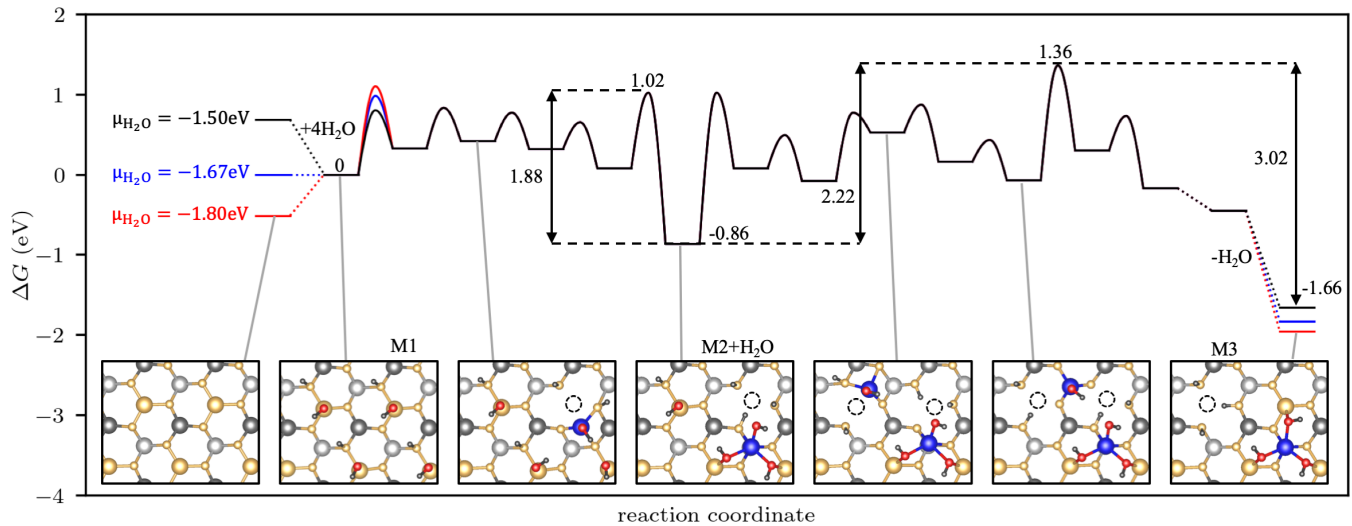 2
1
0
−1
−2
−3
−4
ΔG (eV)
reaction coordinate
μH₂O = −1.50eV
μH₂O = −1.67eV
μH₂O = −1.80eV
+4H₂O
0
1.88
1.02
-0.86
2.22
1.36
3.02
-H₂O
-1.66
M1
M2+H₂O
M3